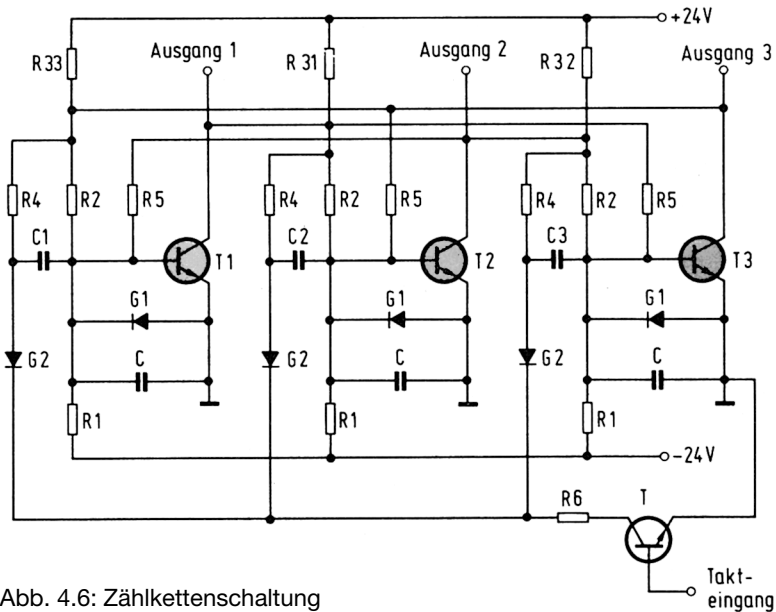 +24V
Ausgang 1
Ausgang 2
Ausgang 3
R33
R31
R32
R4
R2
R5
R4
R2
R5
R4
R2
R5
C1
T1
C2
T2
C3
T3
G1
G1
G1
G2
C
G2
C
G2
C
R1
R1
R1
-24V
R6
T
Takt-
eingang
Abb. 4.6: Zählkettenschaltung